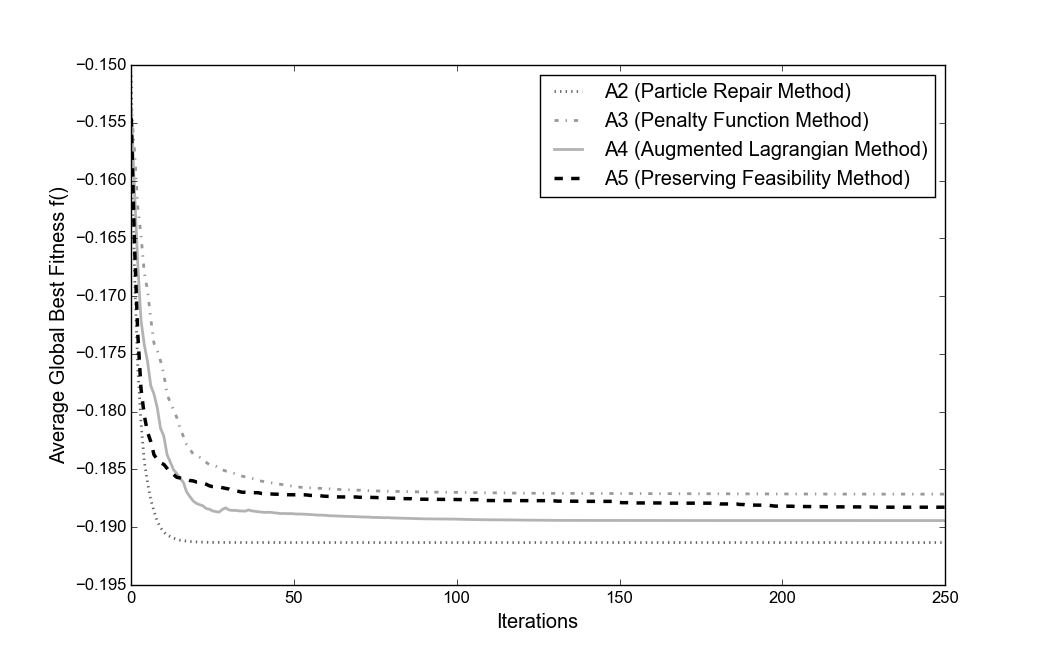 −0.150
−0.155
−0.160
−0.165
−0.170
−0.175
−0.180
−0.185
−0.190
−0.195
Average Global Best Fitness f()
A2 (Particle Repair Method)
A3 (Penalty Function Method)
A4 (Augmented Lagrangian Method)
A5 (Preserving Feasibility Method)
0 50 100 150 200 250
Iterations